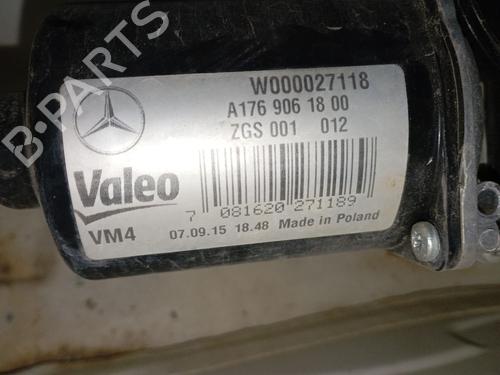 B-PARTS
W000027118
A176 906 18 00
ZGS 001 012
Valeo
7 081620 271189
VM4
07.09.15 18.48 Made in Poland